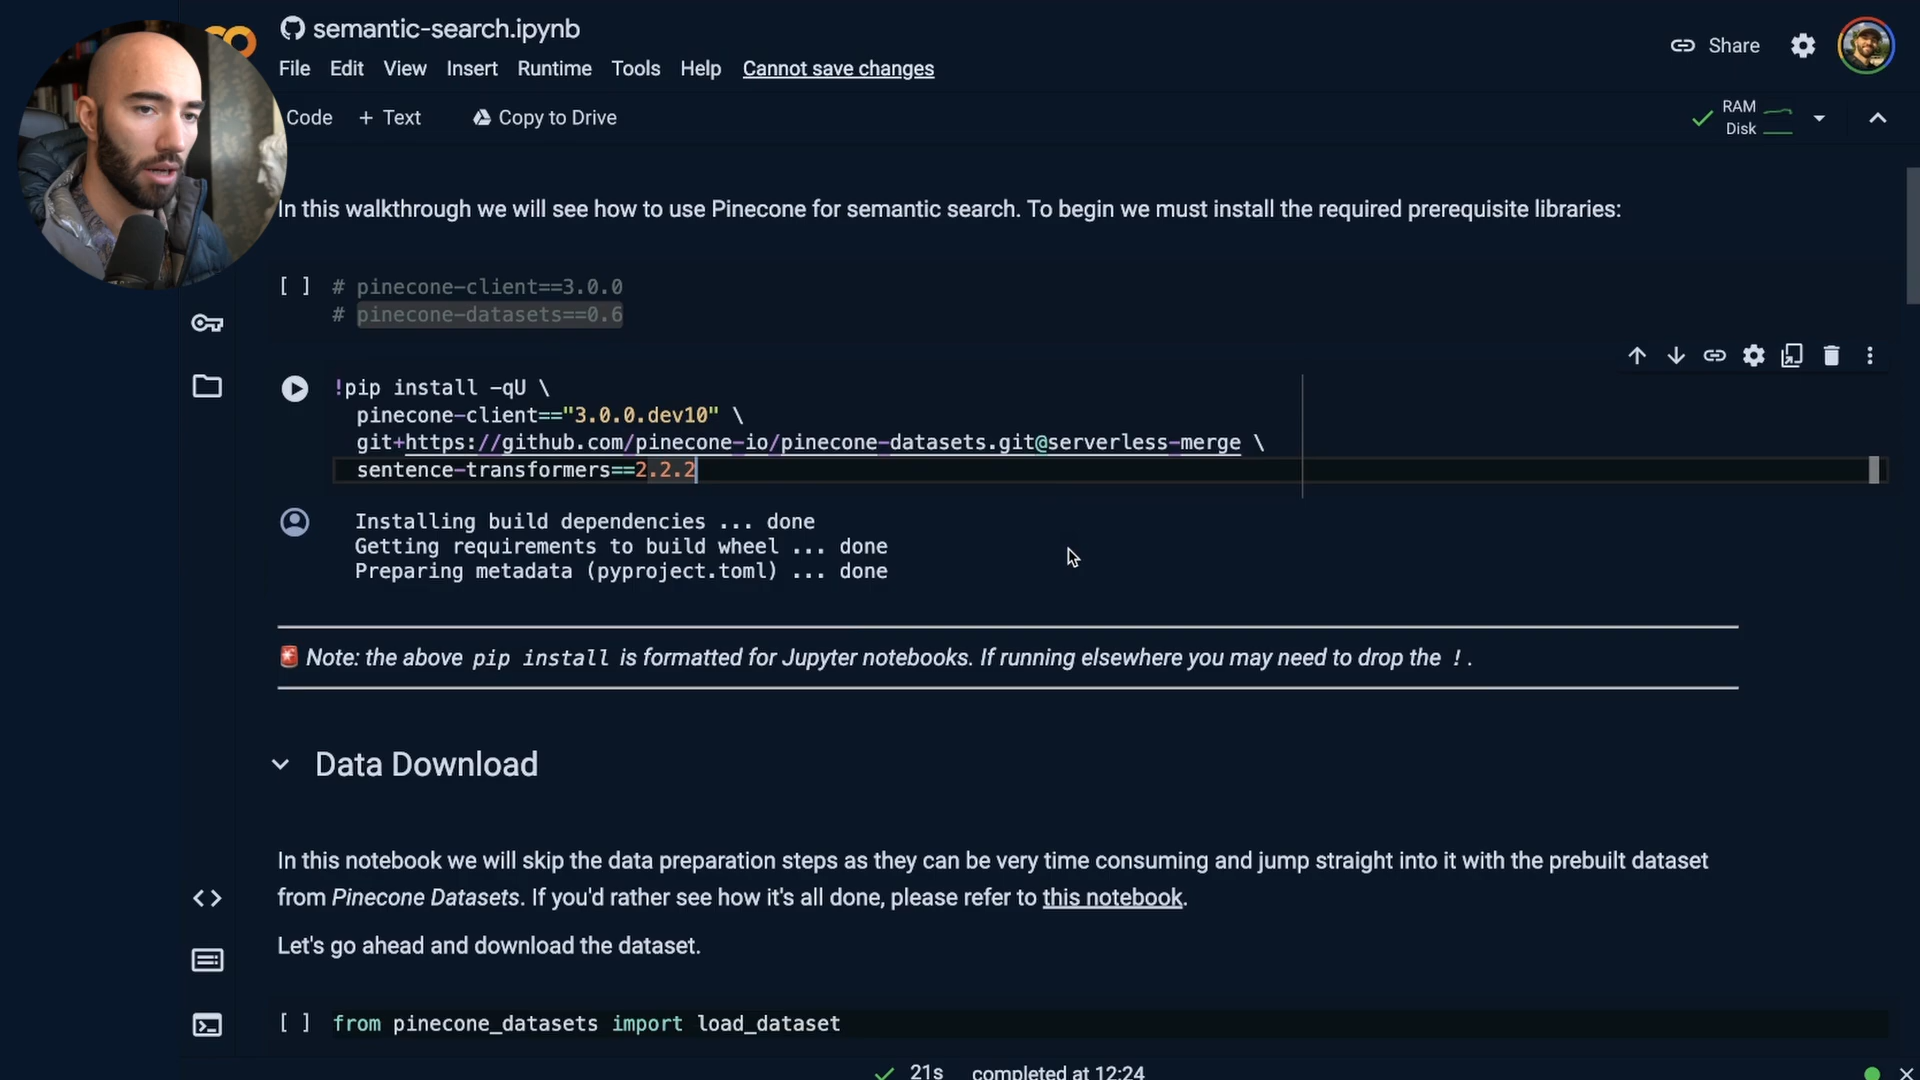 semantic-search.ipynb
File Edit View Insert Runtime Tools Help Cannot save changes
Share
Code + Text Copy to Drive
RAM
Disk
In this walkthrough we will see how to use Pinecone for semantic search. To begin we must install the required prerequisite libraries:
[ ] # pinecone-client==3.0.0
# pinecone-datasets==0.6
!pip install -qU \
pinecone-client=="3.0.0.dev10" \
git+https://github.com/pinecone-io/pinecone-datasets.git@serverless-merge \
sentence-transformers==2.2.2
Installing build dependencies ... done
Getting requirements to build wheel ... done
Preparing metadata (pyproject.toml) ... done
🚨 Note: the above pip install is formatted for Jupyter notebooks. If running elsewhere you may need to drop the ! .
Data Download
In this notebook we will skip the data preparation steps as they can be very time consuming and jump straight into it with the prebuilt dataset
from Pinecone Datasets. If you'd rather see how it's all done, please refer to this notebook.
Let's go ahead and download the dataset.
[ ] from pinecone_datasets import load_dataset
21s completed at 12:24